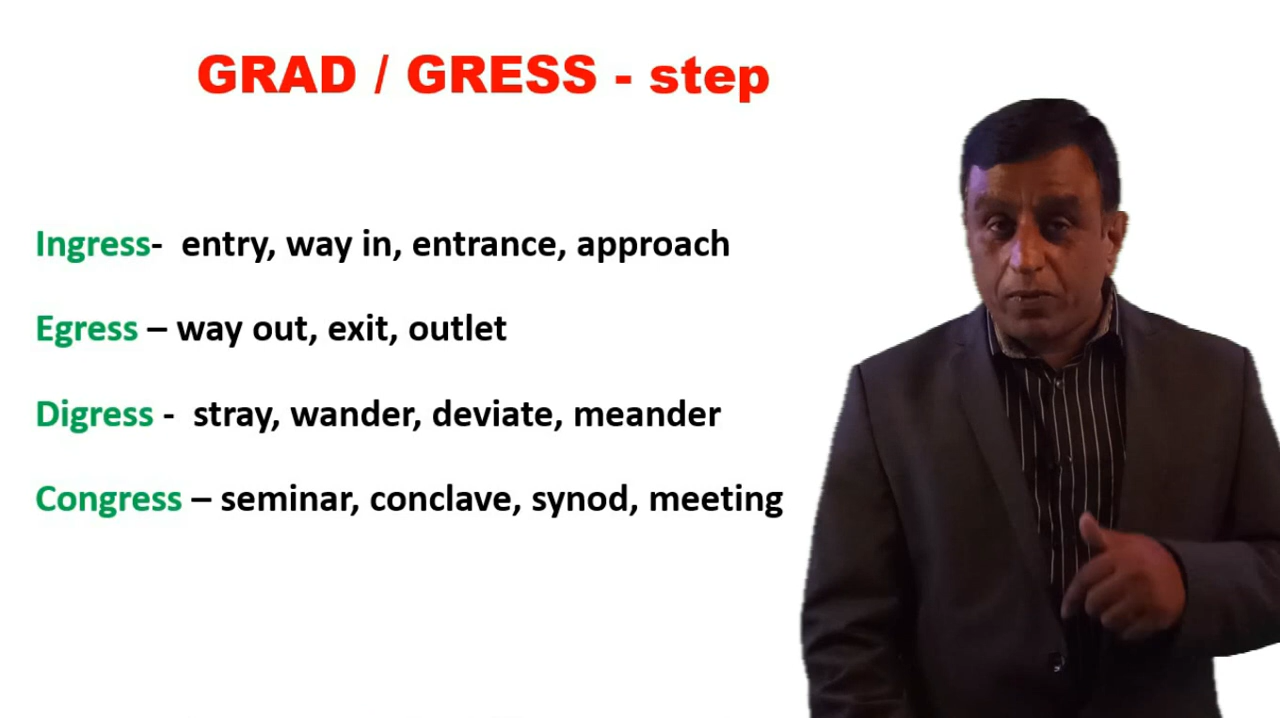 GRAD / GRESS - step
Ingress-  entry, way in, entrance, approach
Egress – way out, exit, outlet
Digress -  stray, wander, deviate, meander
Congress – seminar, conclave, synod, meeting